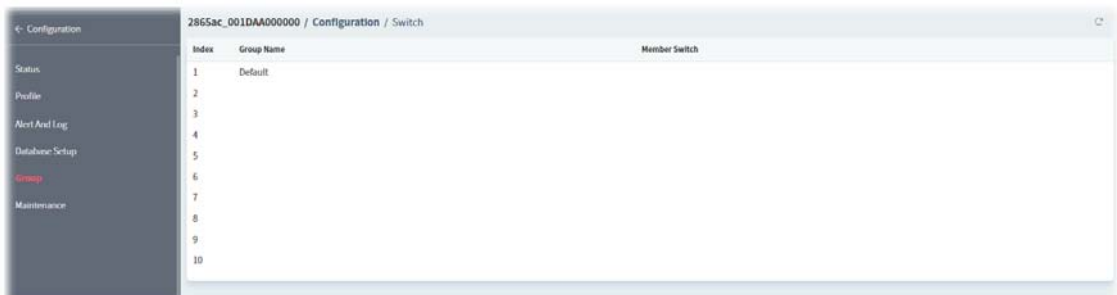 ← Configuration
Status
Profile
Alert And Log
Database Setup
Group
Maintenance
2865ac_001DAA000000 / Configuration / Switch
Index Group Name Member Switch
1 Default
2
3
4
5
6
7
8
9
10